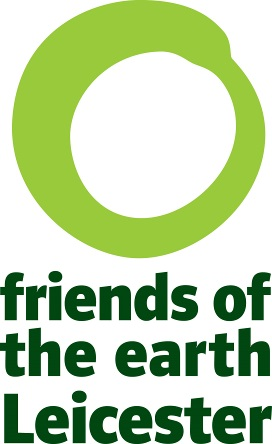 friends of
the earth
Leicester